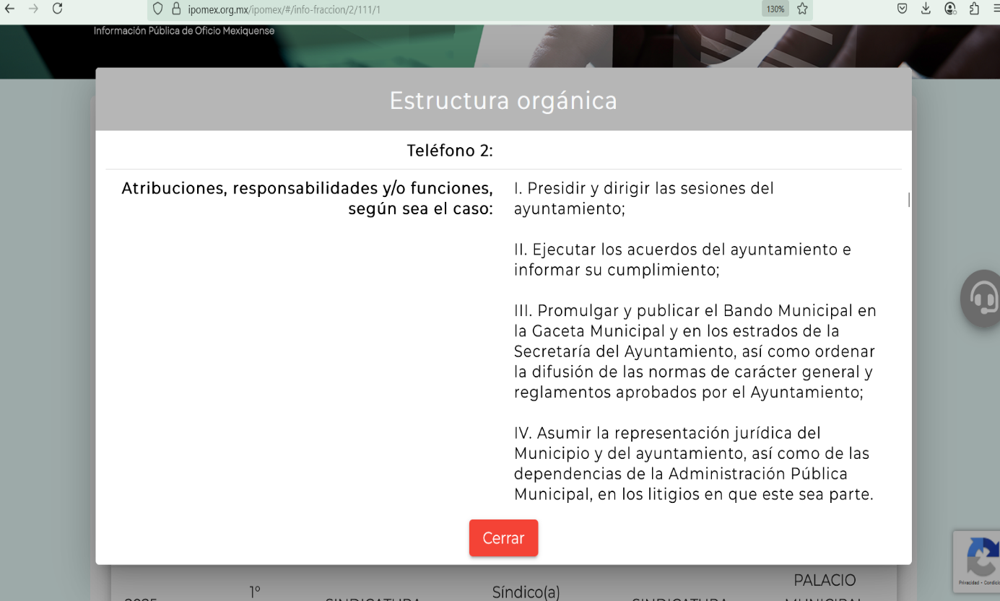 ipomex.org.mx/ipomex/#/info-fraccion/2/111/1
130%
Información Pública de Oficio Mexiquense
Estructura orgánica
Teléfono 2:
Atribuciones, responsabilidades y/o funciones,
según sea el caso:
I. Presidir y dirigir las sesiones del
ayuntamiento;
II. Ejecutar los acuerdos del ayuntamiento e
informar su cumplimiento;
III. Promulgar y publicar el Bando Municipal en
la Gaceta Municipal y en los estrados de la
Secretaría del Ayuntamiento, así como ordenar
la difusión de las normas de carácter general y
reglamentos aprobados por el Ayuntamiento;
IV. Asumir la representación jurídica del
Municipio y del ayuntamiento, así como de las
dependencias de la Administración Pública
Municipal, en los litigios en que este sea parte.
Cerrar
PALACIO
1º
Síndico(a)
2025
SINDICATURA
SINDICATURA
MUNICIPAL
Privacidad